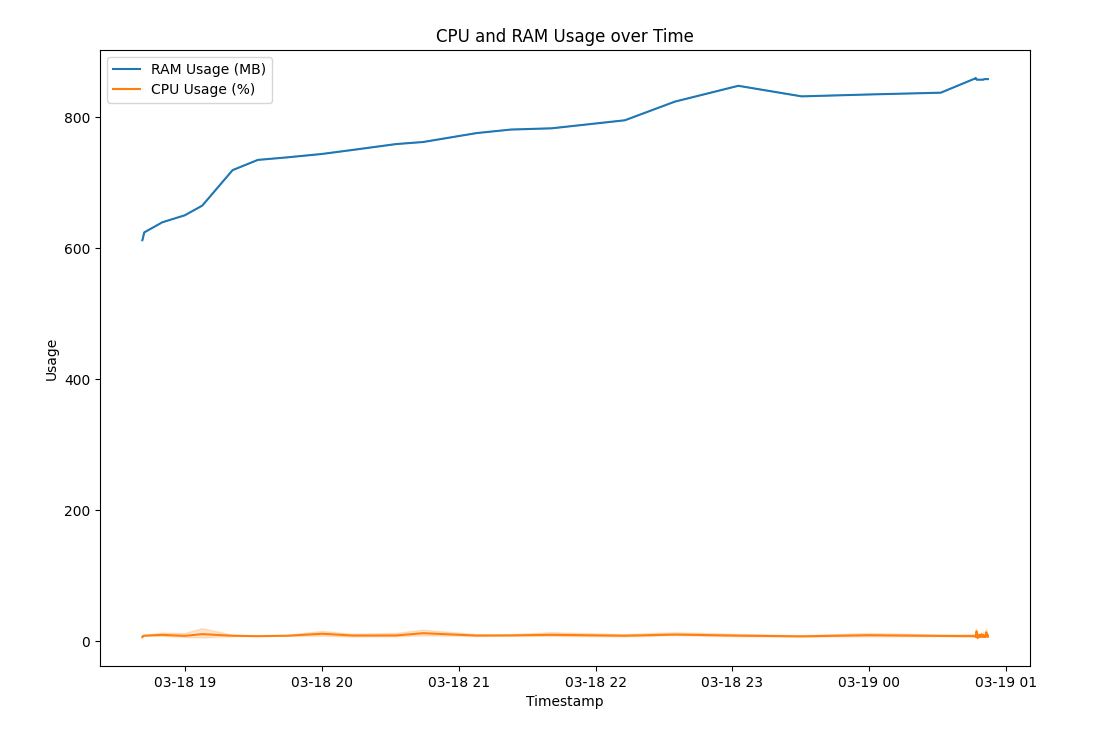 CPU and RAM Usage over Time
RAM Usage (MB)
CPU Usage (%)
800
600
400
200
0
Usage
03-18 19
03-18 20
03-18 21
03-18 22
03-18 23
03-19 00
03-19 01
Timestamp